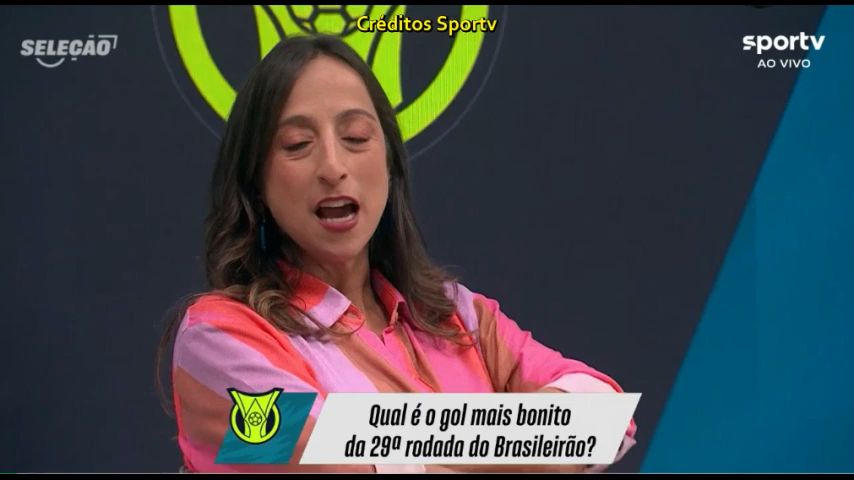 Créditos Sportv
SELEÇÃO
sportv
AO VIVO
Qual é o gol mais bonito
da 29ª rodada do Brasileirão?